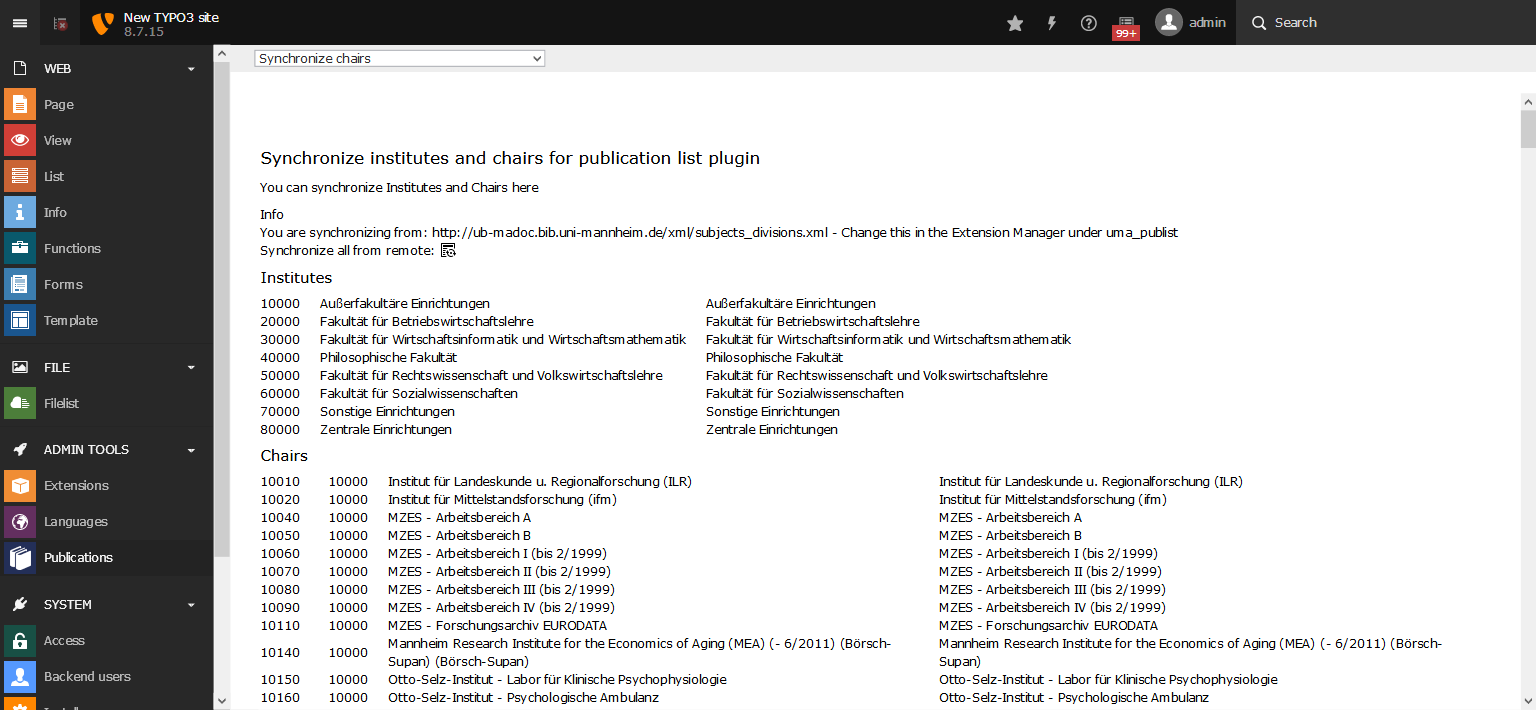 New TYPO3 site
8.7.15
99+
admin
Search
WEB
Page
View
List
Info
Functions
Forms
Template
FILE
Filelist
ADMIN TOOLS
Extensions
Languages
Publications
SYSTEM
Access
Backend users
Synchronize chairs
Synchronize institutes and chairs for publication list plugin
You can synchronize Institutes and Chairs here
Info
You are synchronizing from: http://ub-madoc.bib.uni-mannheim.de/xml/subjects_divisions.xml - Change this in the Extension Manager under uma_publist
Synchronize all from remote:
Institutes
10000 Außerfakultäre Einrichtungen Außerfakultäre Einrichtungen
20000 Fakultät für Betriebswirtschaftslehre Fakultät für Betriebswirtschaftslehre
30000 Fakultät für Wirtschaftsinformatik und Wirtschaftsmathematik Fakultät für Wirtschaftsinformatik und Wirtschaftsmathematik
40000 Philosophische Fakultät Philosophische Fakultät
50000 Fakultät für Rechtswissenschaft und Volkswirtschaftslehre Fakultät für Rechtswissenschaft und Volkswirtschaftslehre
60000 Fakultät für Sozialwissenschaften Fakultät für Sozialwissenschaften
70000 Sonstige Einrichtungen Sonstige Einrichtungen
80000 Zentrale Einrichtungen Zentrale Einrichtungen
Chairs
10010 10000 Institut für Landeskunde u. Regionalforschung (ILR) Institut für Landeskunde u. Regionalforschung (ILR)
10020 10000 Institut für Mittelstandsforschung (ifm) Institut für Mittelstandsforschung (ifm)
10040 10000 MZES - Arbeitsbereich A MZES - Arbeitsbereich A
10050 10000 MZES - Arbeitsbereich B MZES - Arbeitsbereich B
10060 10000 MZES - Arbeitsbereich I (bis 2/1999) MZES - Arbeitsbereich I (bis 2/1999)
10070 10000 MZES - Arbeitsbereich II (bis 2/1999) MZES - Arbeitsbereich II (bis 2/1999)
10080 10000 MZES - Arbeitsbereich III (bis 2/1999) MZES - Arbeitsbereich III (bis 2/1999)
10090 10000 MZES - Arbeitsbereich IV (bis 2/1999) MZES - Arbeitsbereich IV (bis 2/1999)
10110 10000 MZES - Forschungsarchiv EURODATA MZES - Forschungsarchiv EURODATA
10140 10000 Mannheim Research Institute for the Economics of Aging (MEA) (- 6/2011) (Börsch- Mannheim Research Institute for the Economics of Aging (MEA) (- 6/2011) (Börsch-
Supan) (Börsch-Supan) Supan)
10150 10000 Otto-Selz-Institut - Labor für Klinische Psychophysiologie Otto-Selz-Institut - Labor für Klinische Psychophysiologie
10160 10000 Otto-Selz-Institut - Psychologische Ambulanz Otto-Selz-Institut - Psychologische Ambulanz